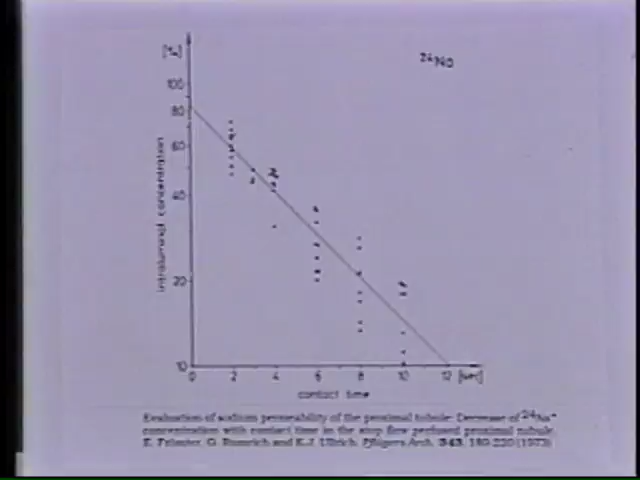 [%]
24Na
100
80
60
40
20
10
intraluminal concentration
0 2 4 6 8 10 12 [sec]
contact time
Evaluation of sodium permeability of the proximal tubule: Decrease of 24Na+
concentration with contact time in the stop flow perfused proximal tubule.
E. Frömter, G. Rumrich and K.J. Ullrich. Pflügers Arch. 343, 189-220 (1973)